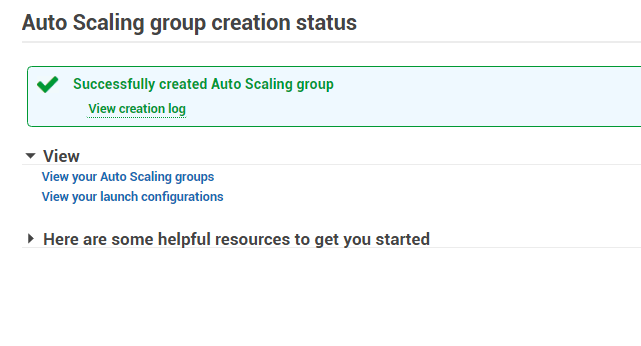 Auto Scaling group creation status
Successfully created Auto Scaling group
View creation log
View
View your Auto Scaling groups
View your launch configurations
Here are some helpful resources to get you started